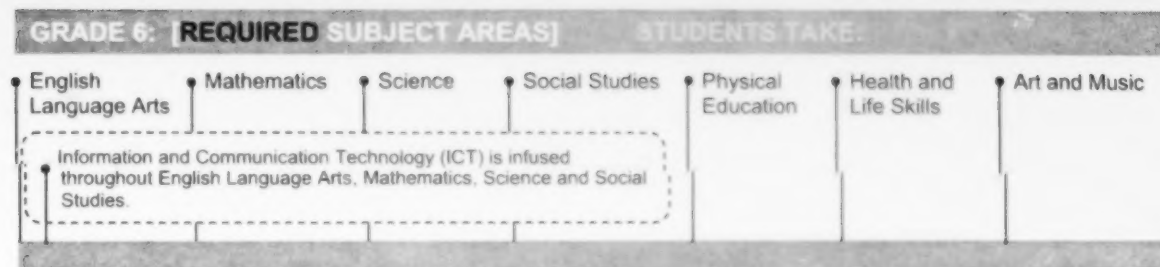 GRADE 6: [REQUIRED SUBJECT AREAS] STUDENTS TAKE:
English Language Arts
Mathematics
Science
Social Studies
Physical Education
Health and Life Skills
Art and Music
Information and Communication Technology (ICT) is infused
throughout English Language Arts, Mathematics, Science and Social
Studies.